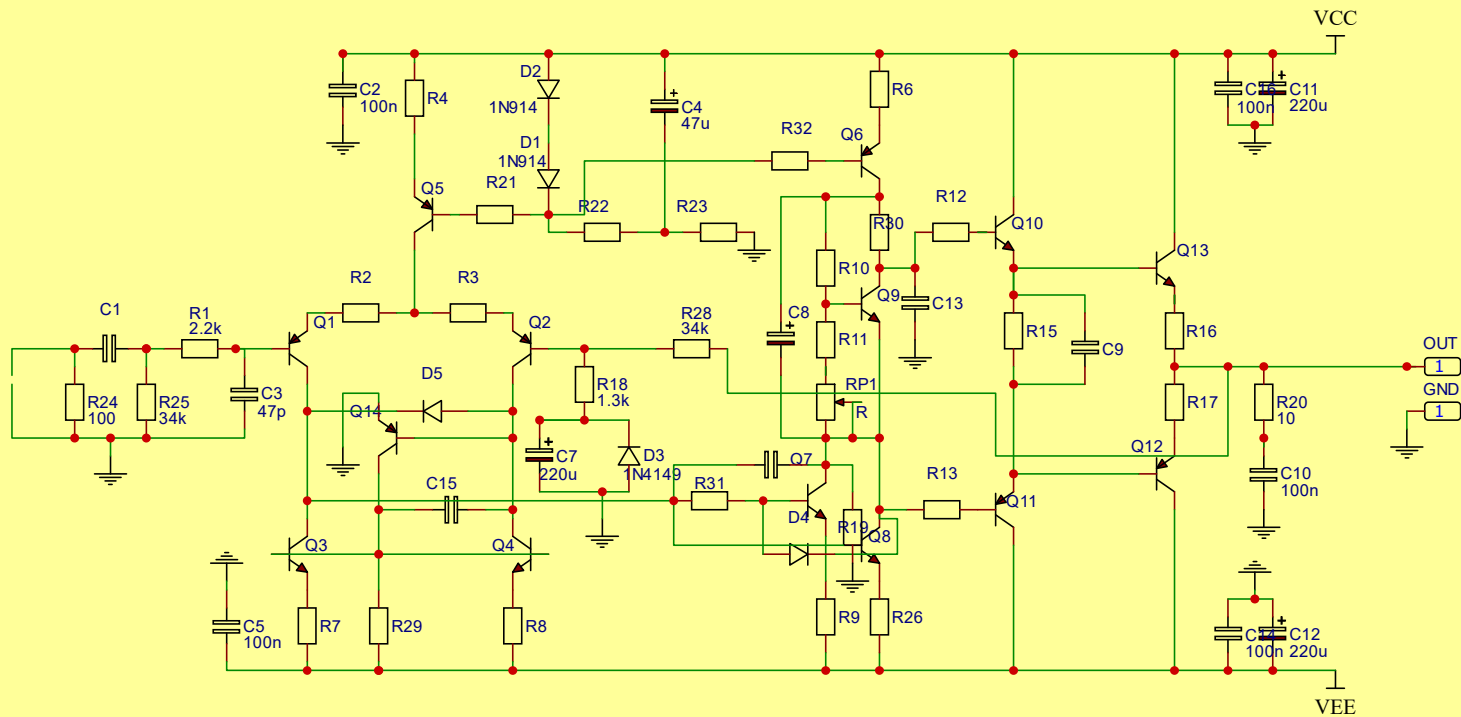 VCC
C2
100n
R4
D2
1N914
C4
47u
R6
C16
100n
C11
220u
D1
1N914
R32
Q6
Q5
R21
R22
R23
R30
R12
Q10
Q13
R2
R3
R10
Q9
C13
C1
R1
2.2k
Q1
Q2
R28
34k
C8
R11
R15
C9
R16
OUT
1
GND
1
R24
100
R25
34k
C3
47p
D5
Q14
R18
1.3k
RP1
R
R17
R20
10
C7
220u
D3
1N4149
Q7
Q12
C10
100n
C15
R31
R13
Q11
D4
R19
Q8
Q3
Q4
C5
100n
R7
R29
R8
R9
R26
C14
100n
C12
220u
VEE